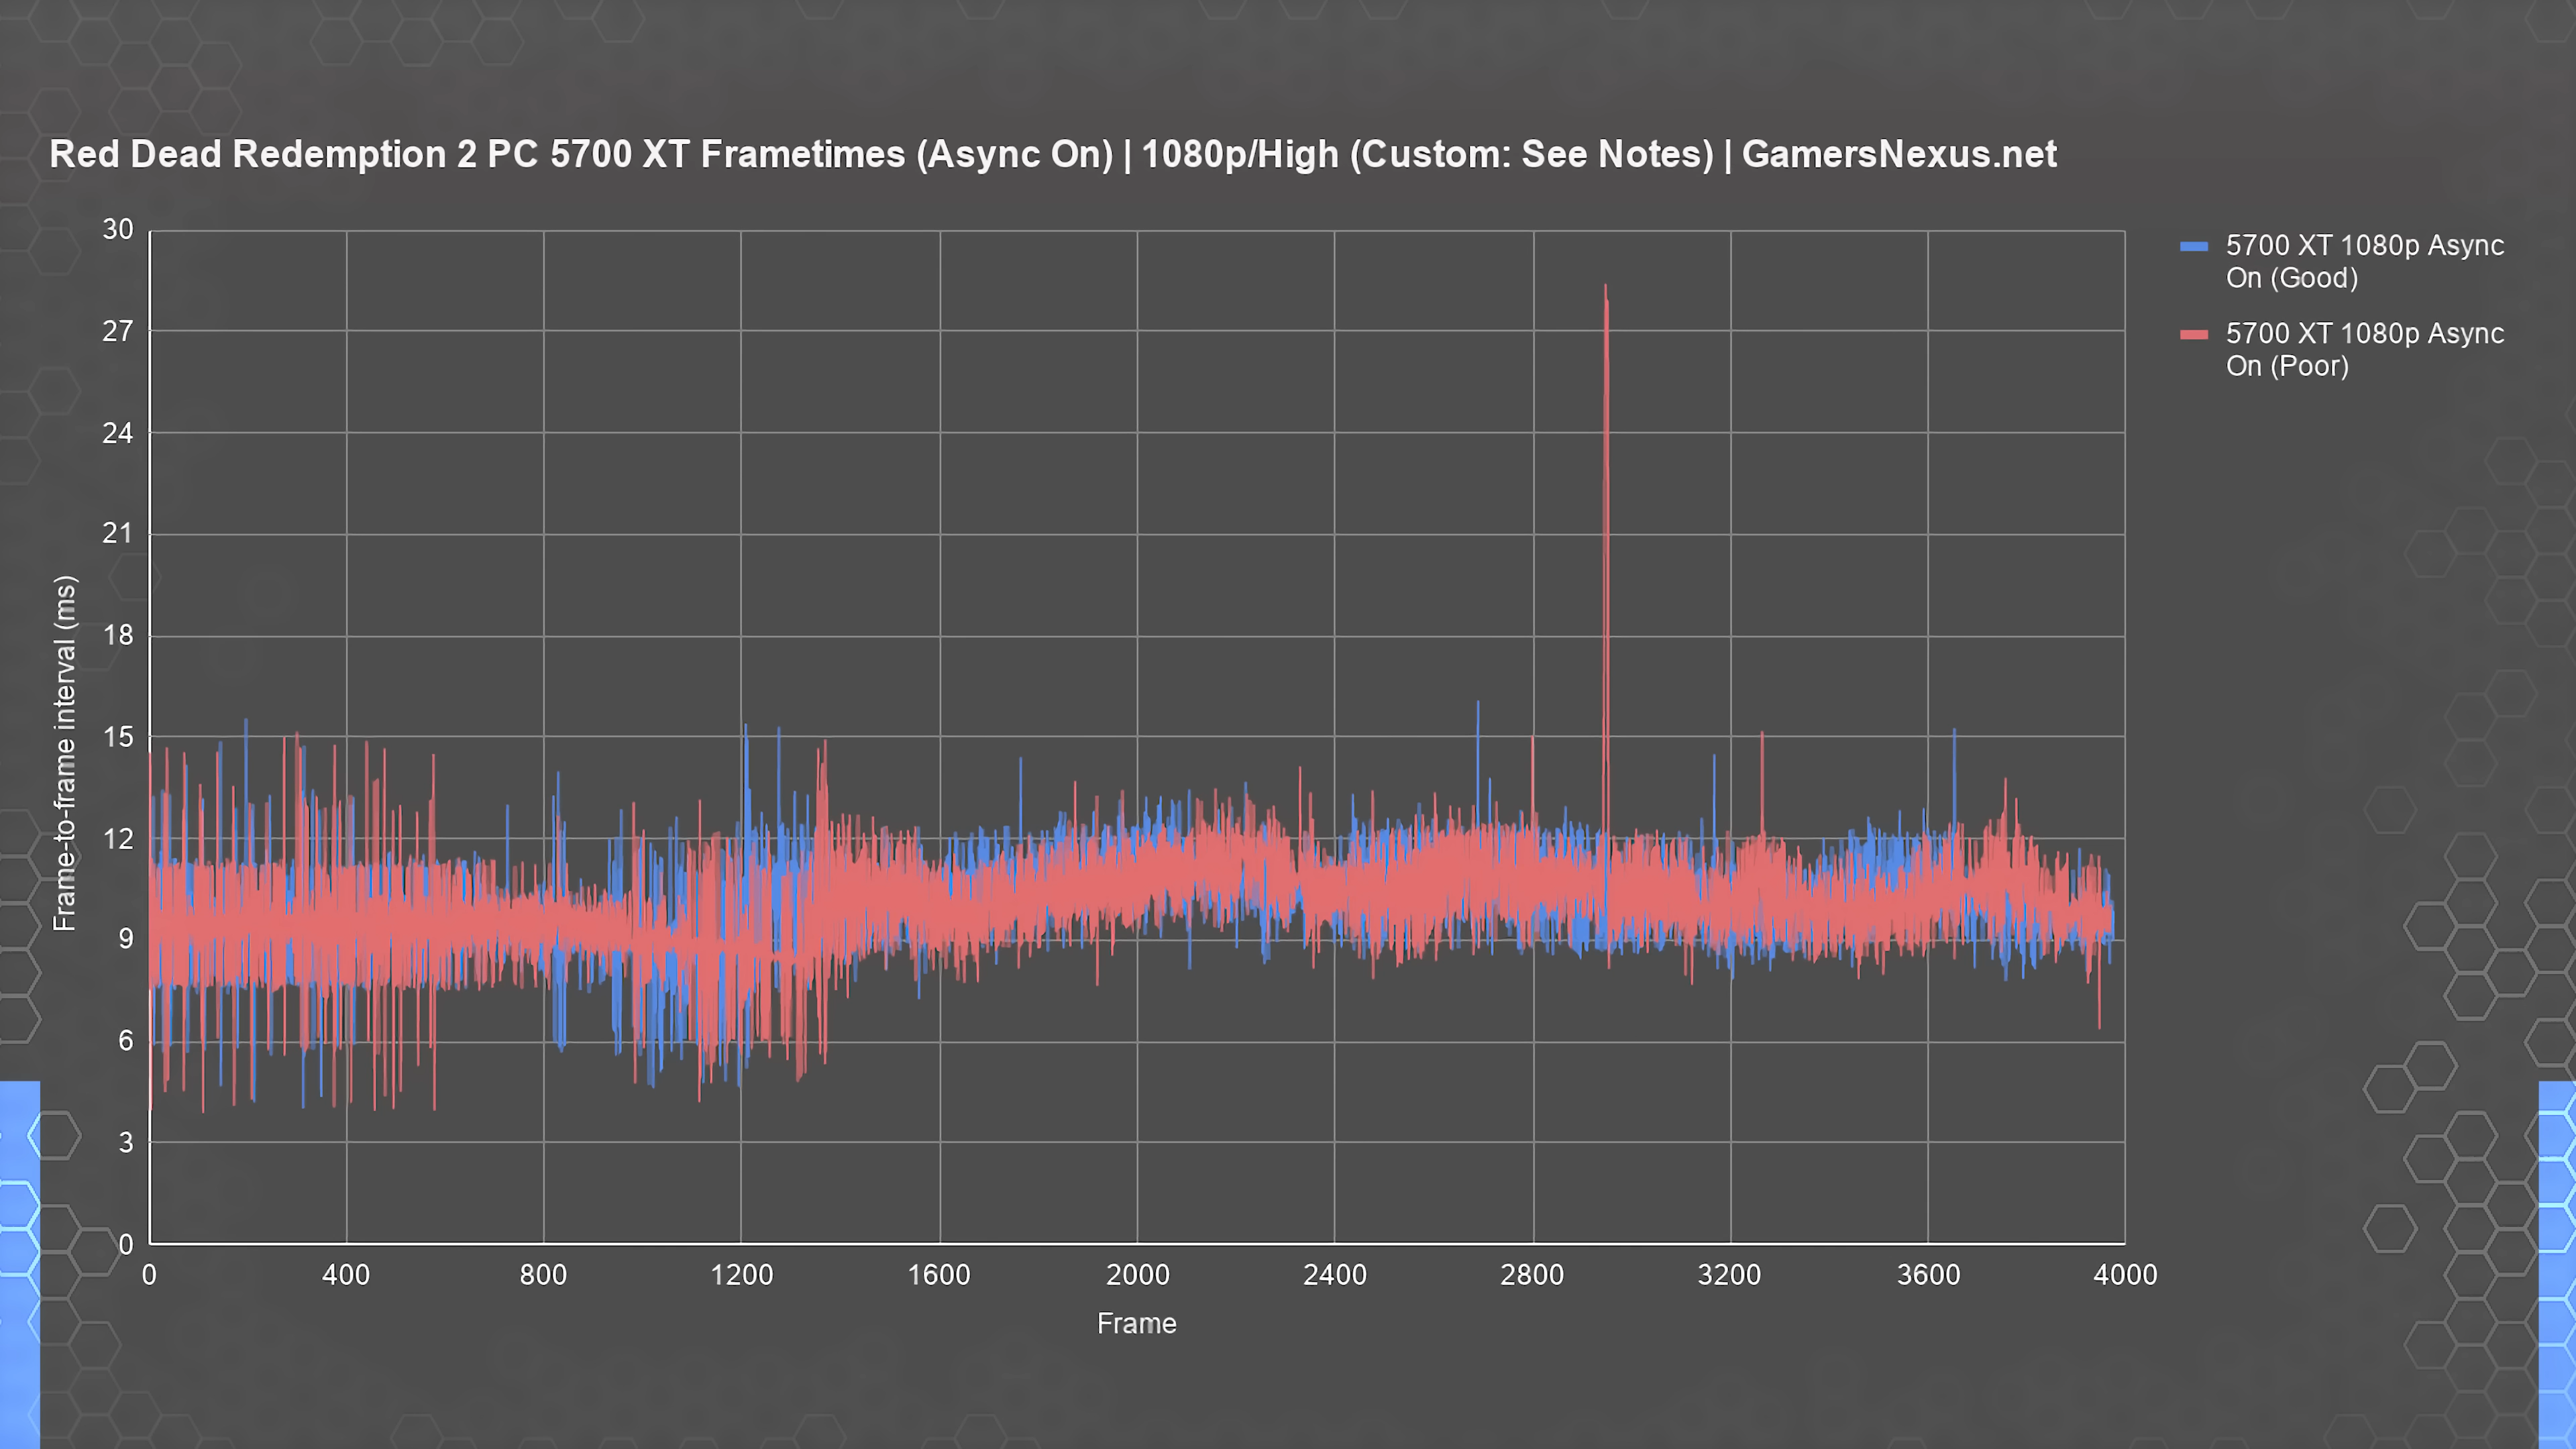 Red Dead Redemption 2 PC 5700 XT Frametimes (Async On) | 1080p/High (Custom: See Notes) | GamersNexus.net
5700 XT 1080p Async
On (Good)
5700 XT 1080p Async
On (Poor)
Frame-to-frame interval (ms)
30
27
24
21
18
15
12
9
6
3
0
0 400 800 1200 1600 2000 2400 2800 3200 3600 4000
Frame